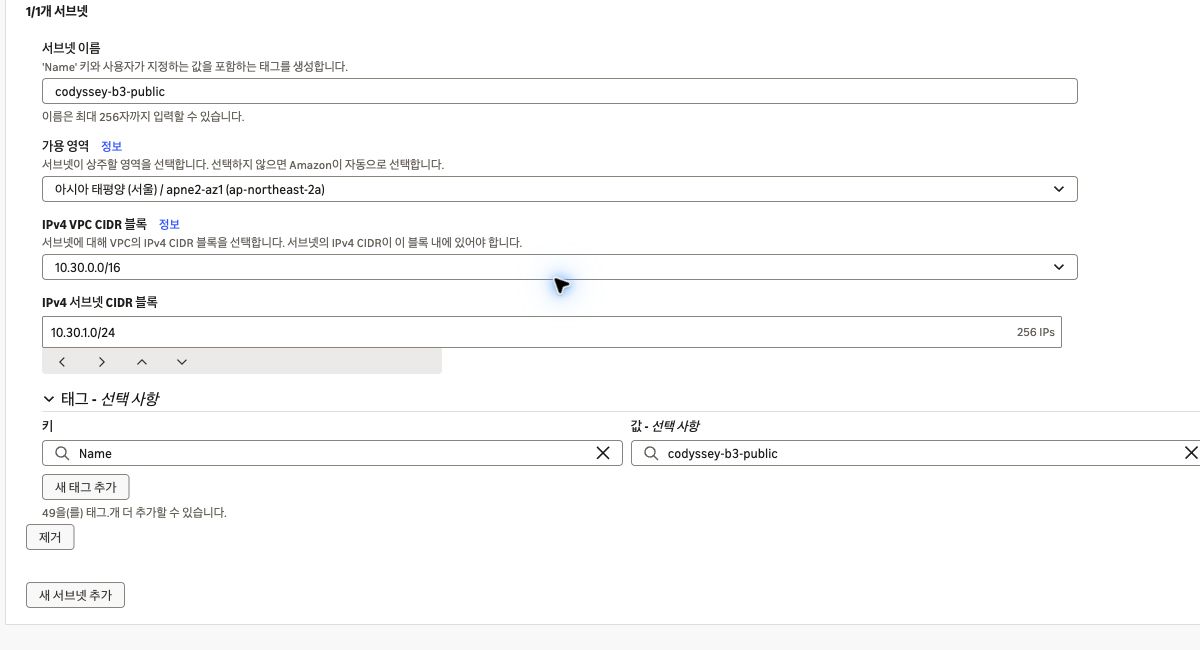 1/1개 서브넷
서브넷 이름
'Name' 키와 사용자가 지정하는 값을 포함하는 태그를 생성합니다.
codyssey-b3-public
이름은 최대 256자까지 입력할 수 있습니다.
가용 영역 정보
서브넷이 상주할 영역을 선택합니다. 선택하지 않으면 Amazon이 자동으로 선택합니다.
아시아 태평양 (서울) / apne2-az1 (ap-northeast-2a)
IPv4 VPC CIDR 블록 정보
서브넷에 대해 VPC의 IPv4 CIDR 블록을 선택합니다. 서브넷의 IPv4 CIDR이 이 블록 내에 있어야 합니다.
10.30.0.0/16
IPv4 서브넷 CIDR 블록
10.30.1.0/24 256 IPs
태그 - 선택 사항
키 값 - 선택 사항
Name codyssey-b3-public
새 태그 추가
49을(를) 태그.개 더 추가할 수 있습니다.
제거
새 서브넷 추가